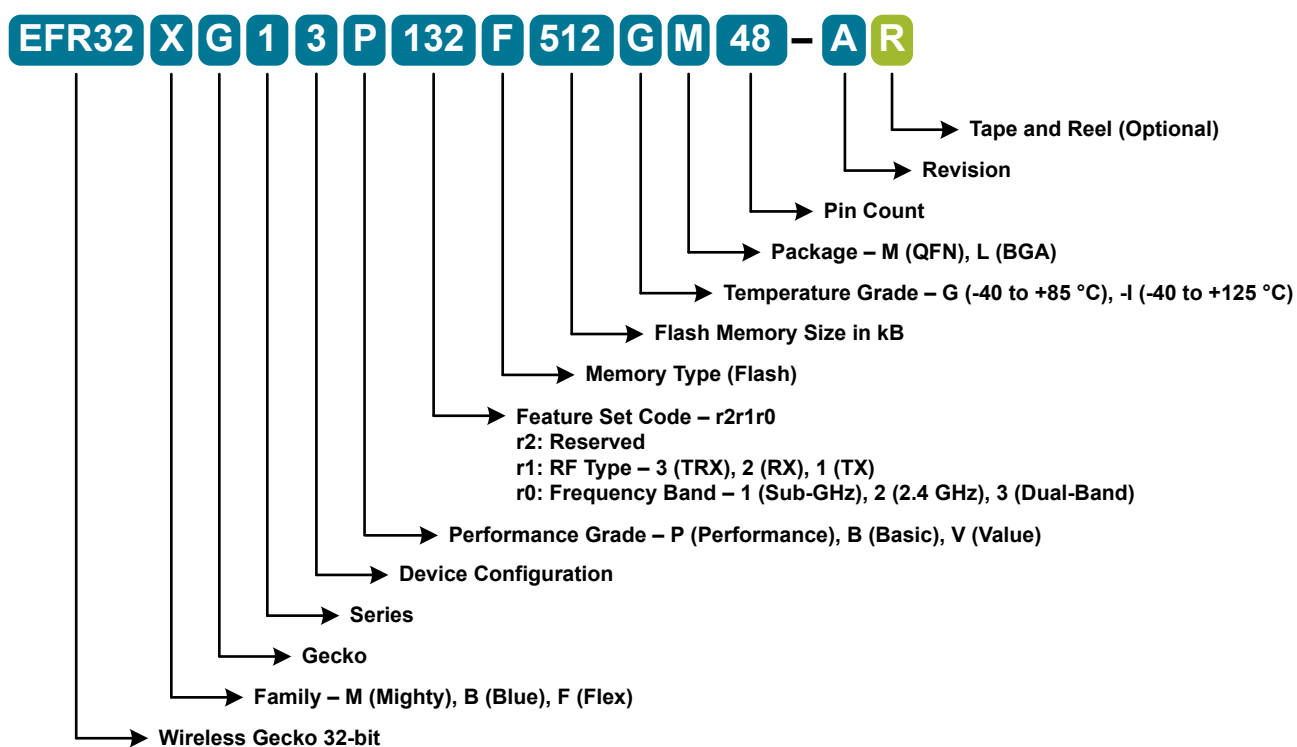 EFR32 X G 1 3 P 132 F 512 G M 48 – A R
Tape and Reel (Optional)
Revision
Pin Count
Package – M (QFN), L (BGA)
Temperature Grade – G (-40 to +85 °C), -I (-40 to +125 °C)
Flash Memory Size in kB
Memory Type (Flash)
Feature Set Code – r2r1r0
r2: Reserved
r1: RF Type – 3 (TRX), 2 (RX), 1 (TX)
r0: Frequency Band – 1 (Sub-GHz), 2 (2.4 GHz), 3 (Dual-Band)
Performance Grade – P (Performance), B (Basic), V (Value)
Device Configuration
Series
Gecko
Family – M (Mighty), B (Blue), F (Flex)
Wireless Gecko 32-bit